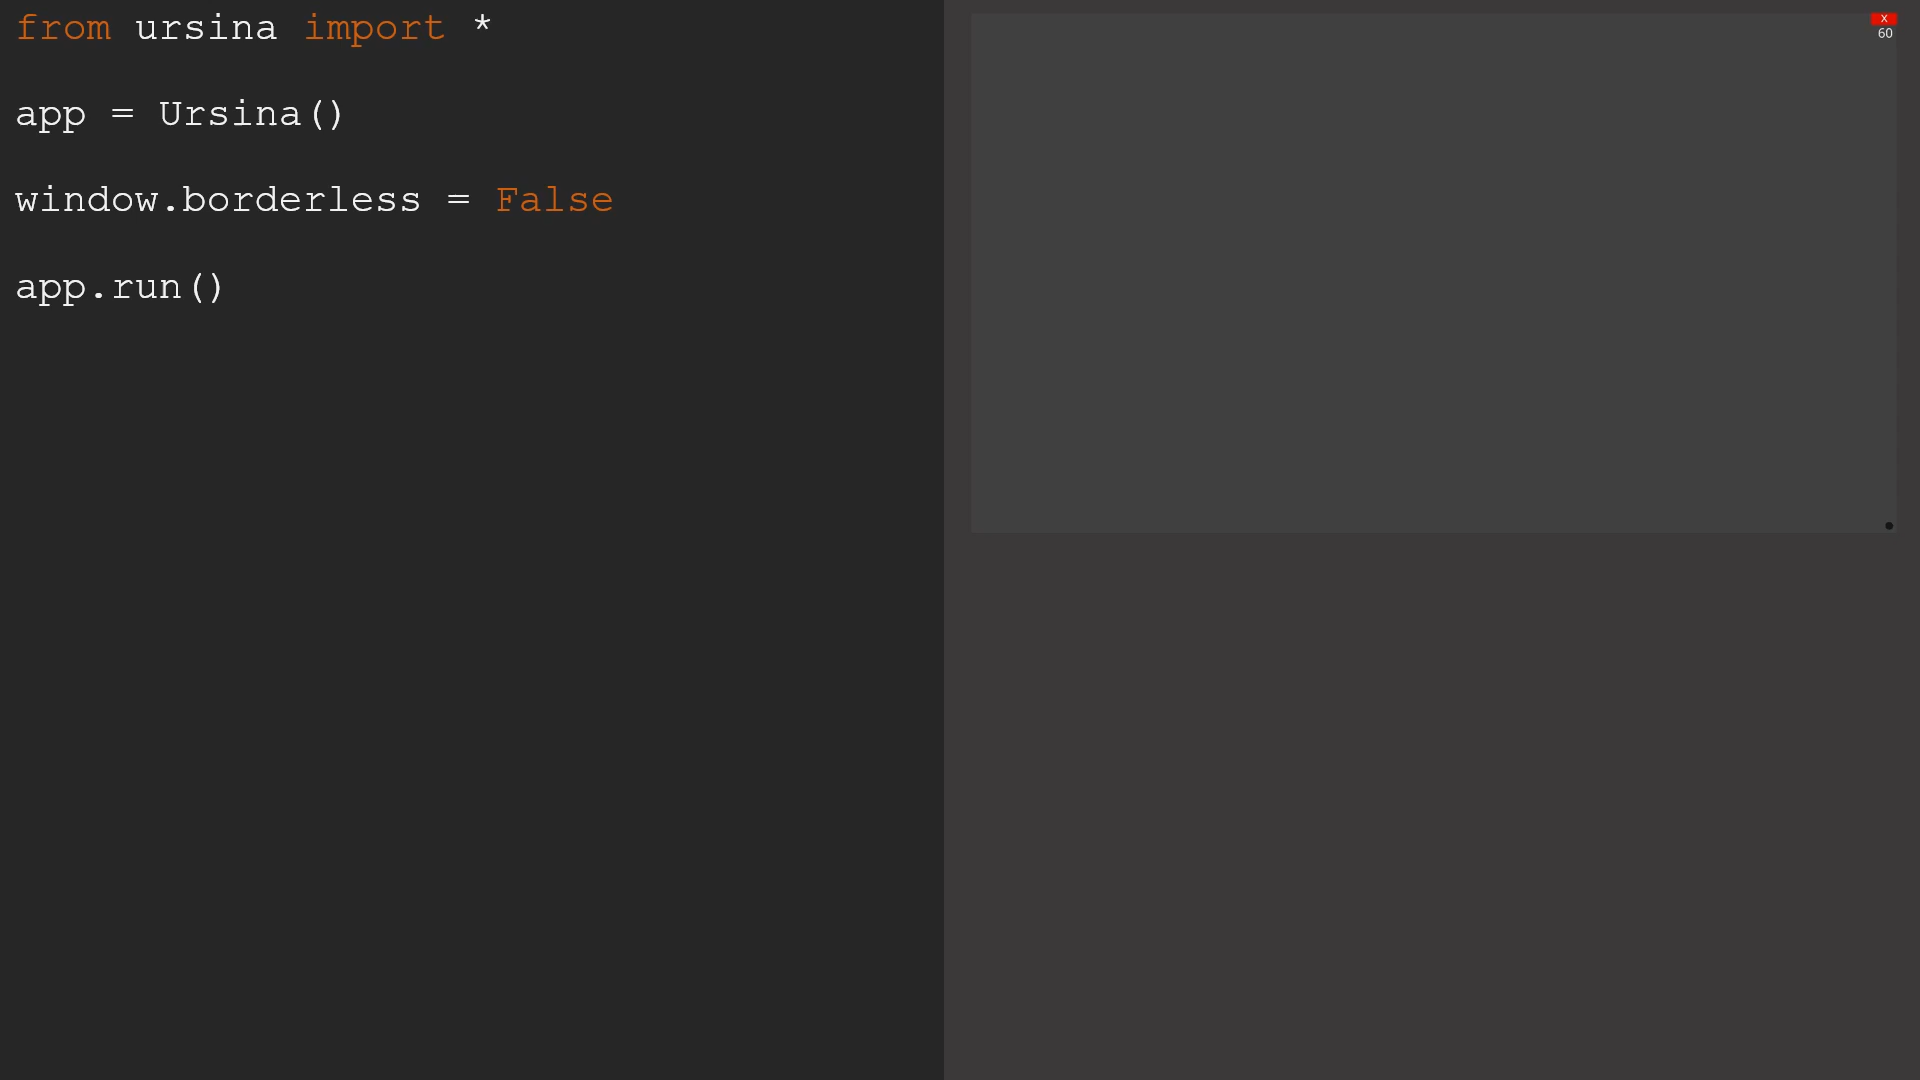 from ursina import *
app = Ursina()
window.borderless = False
app.run()
x
60